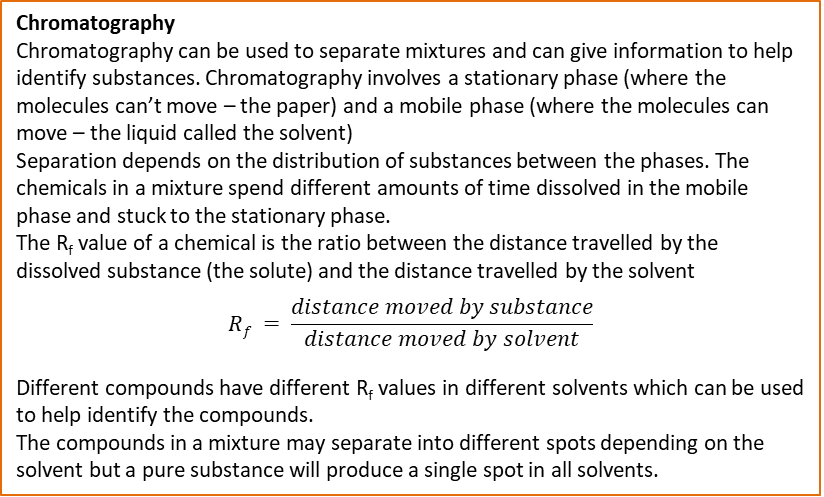 Chromatography
Chromatography can be used to separate mixtures and can give information to help
identify substances. Chromatography involves a stationary phase (where the
molecules can’t move – the paper) and a mobile phase (where the molecules can
move – the liquid called the solvent)
Separation depends on the distribution of substances between the phases. The
chemicals in a mixture spend different amounts of time dissolved in the mobile
phase and stuck to the stationary phase.
The Rf value of a chemical is the ratio between the distance travelled by the
dissolved substance (the solute) and the distance travelled by the solvent
Rf = distance moved by substance
distance moved by solvent
Different compounds have different Rf values in different solvents which can be used
to help identify the compounds.
The compounds in a mixture may separate into different spots depending on the
solvent but a pure substance will produce a single spot in all solvents.